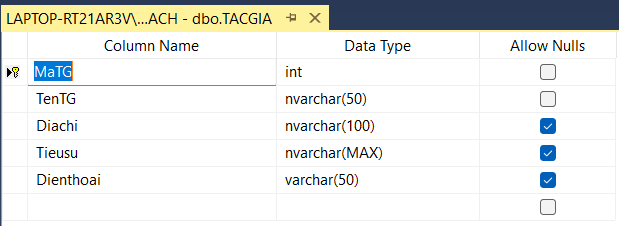 LAPTOP-RT21AR3V\...ACH - dbo.TACGIA
Column Name Data Type Allow Nulls
MaTG int
TenTG nvarchar(50)
Diachi nvarchar(100)
Tieusu nvarchar(MAX)
Dienthoai varchar(50)